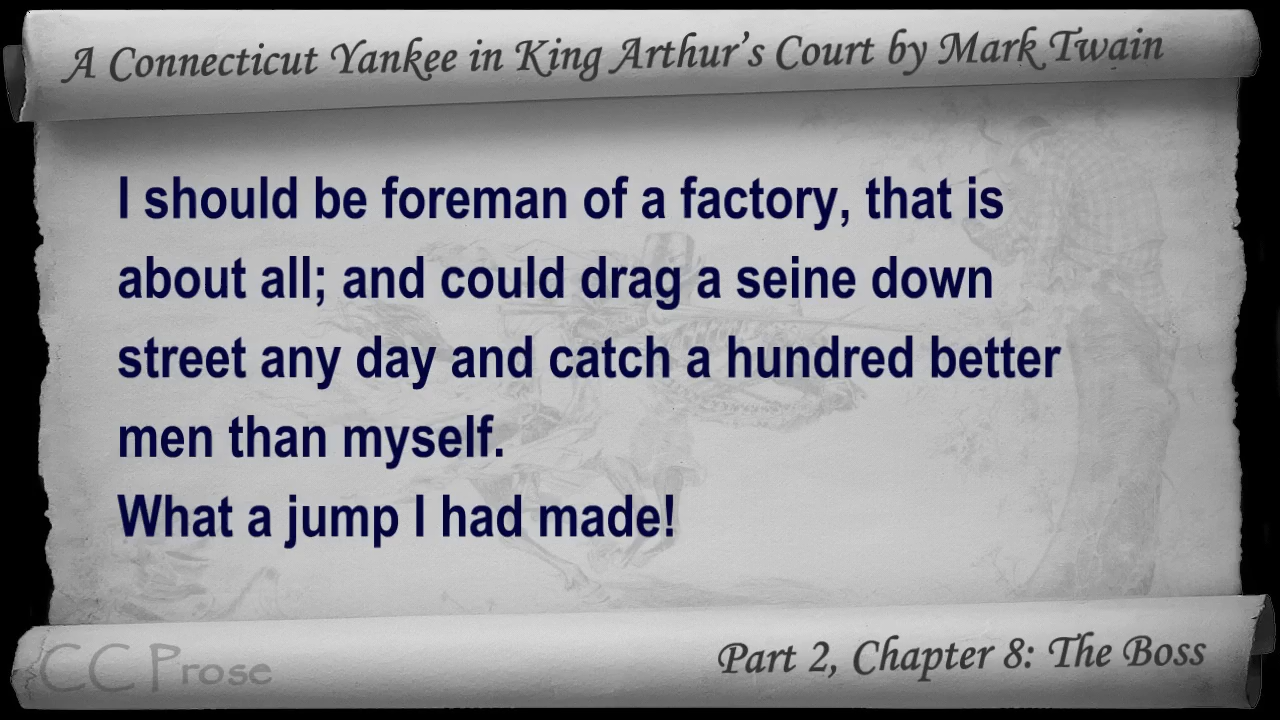 A Connecticut Yankee in King Arthur's Court by Mark Twain
I should be foreman of a factory, that is
about all; and could drag a seine down
street any day and catch a hundred better
men than myself.
What a jump I had made!
CC Prose
Part 2, Chapter 8: The Boss